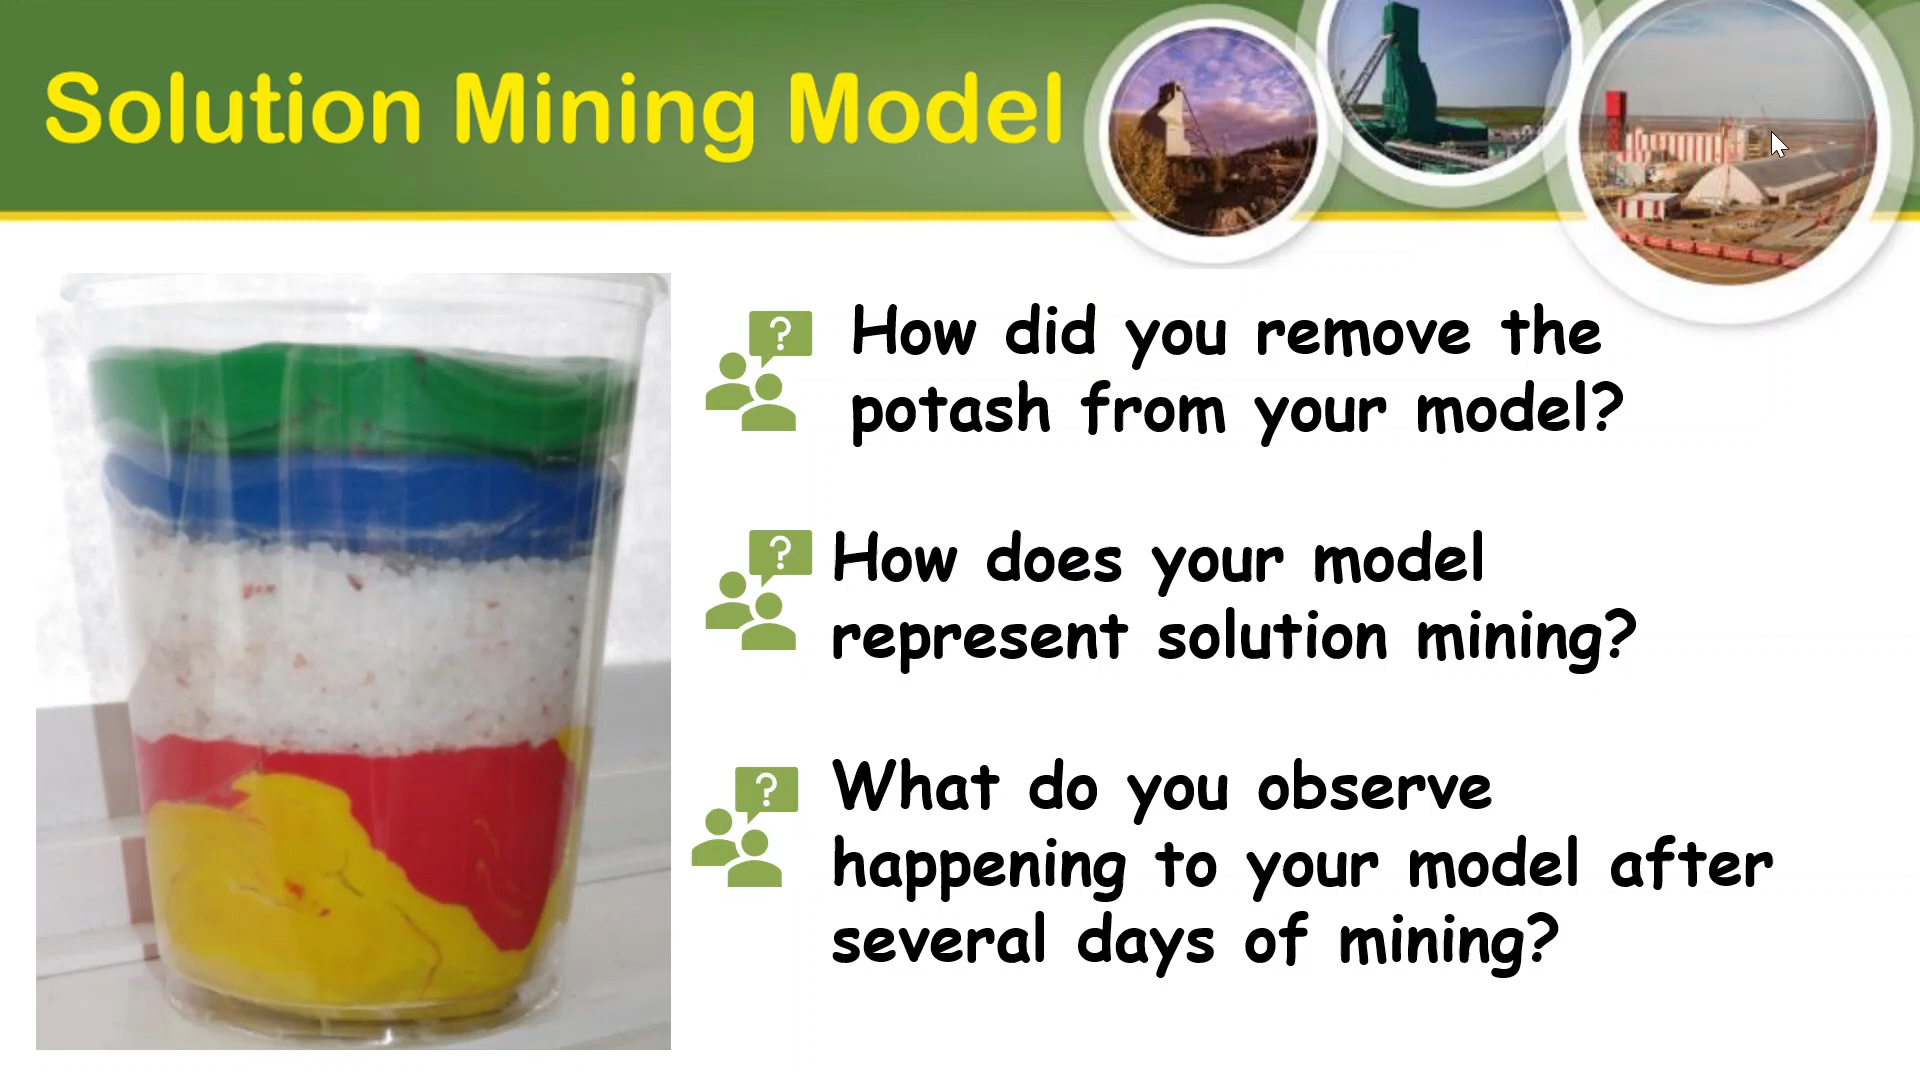 Solution Mining Model
How did you remove the
potash from your model?
How does your model
represent solution mining?
What do you observe
happening to your model after
several days of mining?